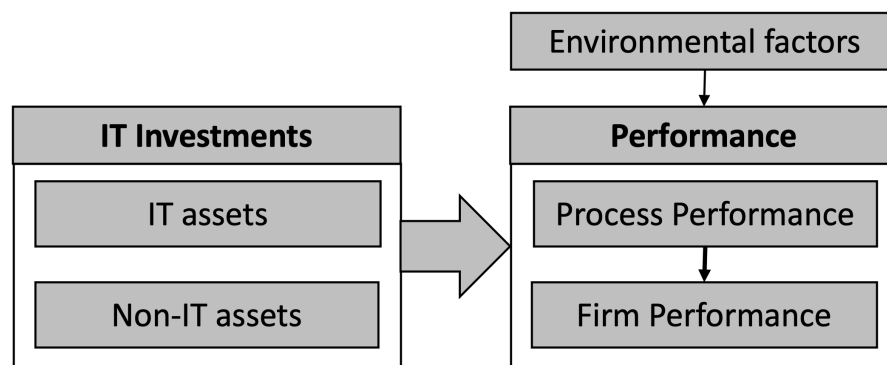 Environmental factors
IT Investments
Performance
IT assets
Process Performance
Non-IT assets
Firm Performance